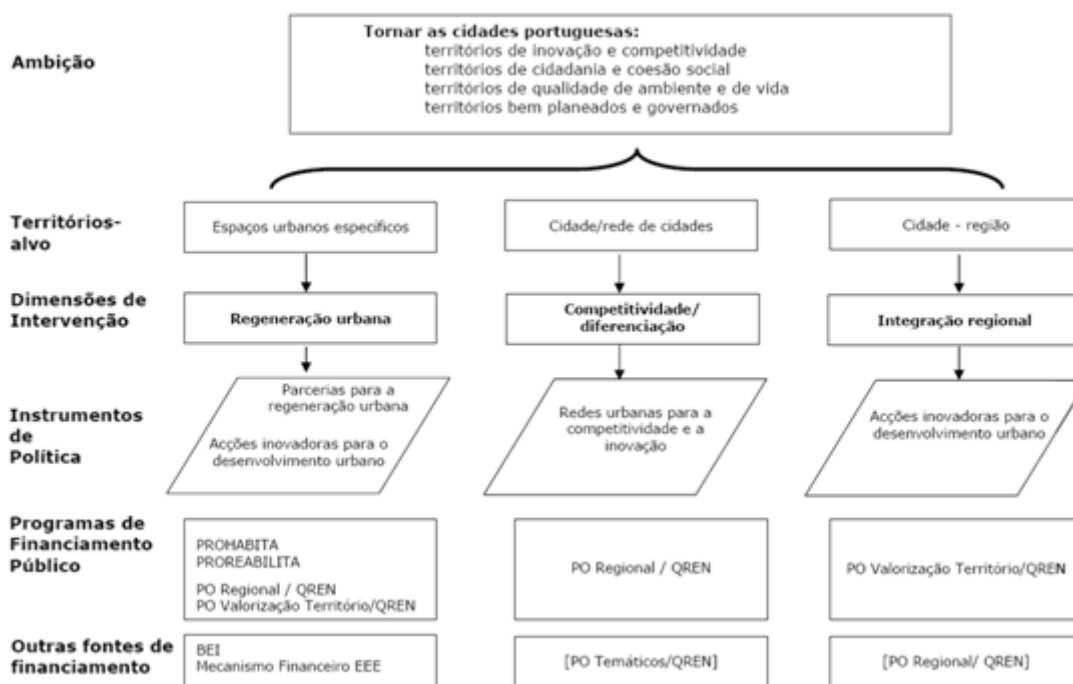 Ambição
Tornar as cidades portuguesas:
territórios de inovação e competitividade
territórios de cidadania e coesão social
territórios de qualidade de ambiente e de vida
territórios bem planeados e governados
Territórios-
alvo
Espaços urbanos específicos
Cidade/rede de cidades
Cidade - região
Dimensões de
Intervenção
Regeneração urbana
Competitividade/
diferenciação
Integração regional
Instrumentos
de
Política
Parcerias para a
regeneração urbana
Acções inovadoras para o
desenvolvimento urbano
Redes urbanas para a
competitividade e a
inovação
Acções inovadoras para o
desenvolvimento urbano
Programas de
Financiamento
Público
PROHABITA
PROREABILITA
PO Regional / QREN
PO Valorização Território/QREN
PO Regional / QREN
PO Valorização Território/QREN
Outras fontes de
financiamento
BEI
Mecanismo Financeiro EEE
[PO Temáticos/QREN]
[PO Regional/ QREN]